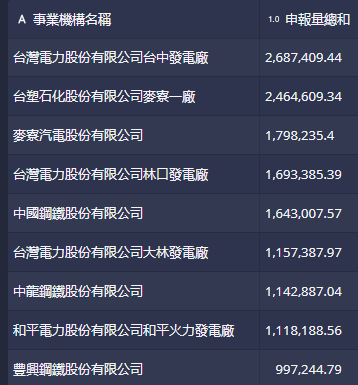 A 事業機構名稱 1.0 申報量總和
台灣電力股份有限公司台中發電廠 2,687,409.44
台塑石化股份有限公司麥寮一廠 2,464,609.34
麥寮汽電股份有限公司 1,798,235.4
台灣電力股份有限公司林口發電廠 1,693,385.39
中國鋼鐵股份有限公司 1,643,007.57
台灣電力股份有限公司大林發電廠 1,157,387.97
中龍鋼鐵股份有限公司 1,142,887.04
和平電力股份有限公司和平火力發電廠 1,118,188.56
豐興鋼鐵股份有限公司 997,244.79